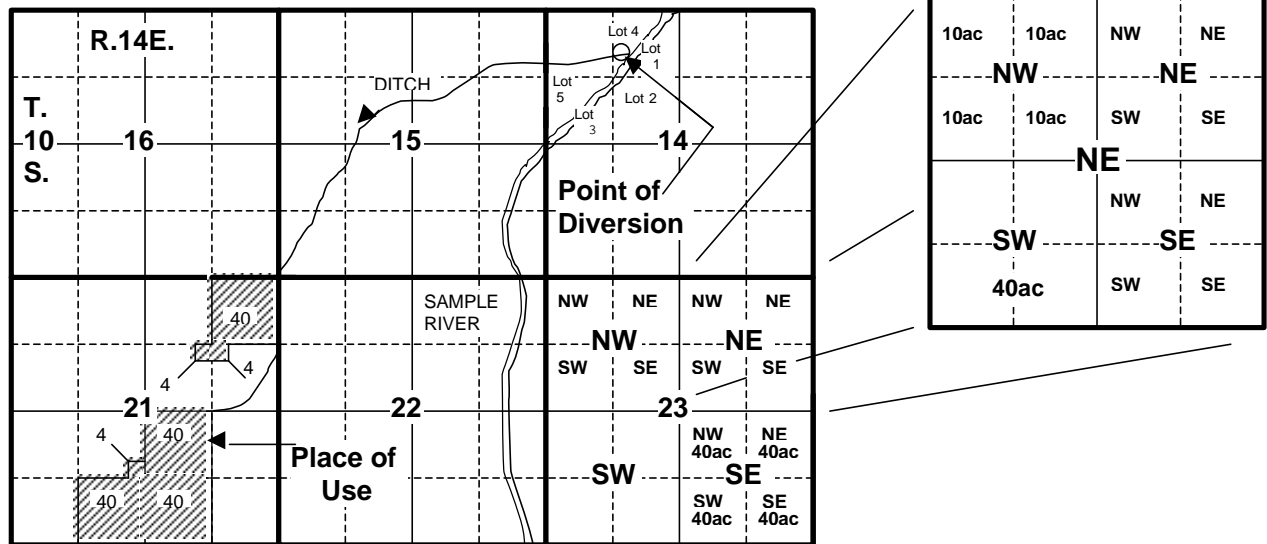 R.14E.
T.
10
S.
16
15
14
DITCH
Lot 4
Lot
1
Lot
5
Lot 2
Lot
3
Point of
Diversion
40
4
4
21
4
40
40
40
Place of
Use
SAMPLE
RIVER
22
NW NE NW NE
NW NE
SW SE SW SE
23
NW NE
40ac 40ac
SW SE
SW SE
40ac 40ac
10ac 10ac NW NE
NW NE
10ac 10ac SW SE
NE
NW NE
SW SE
40ac SW SE